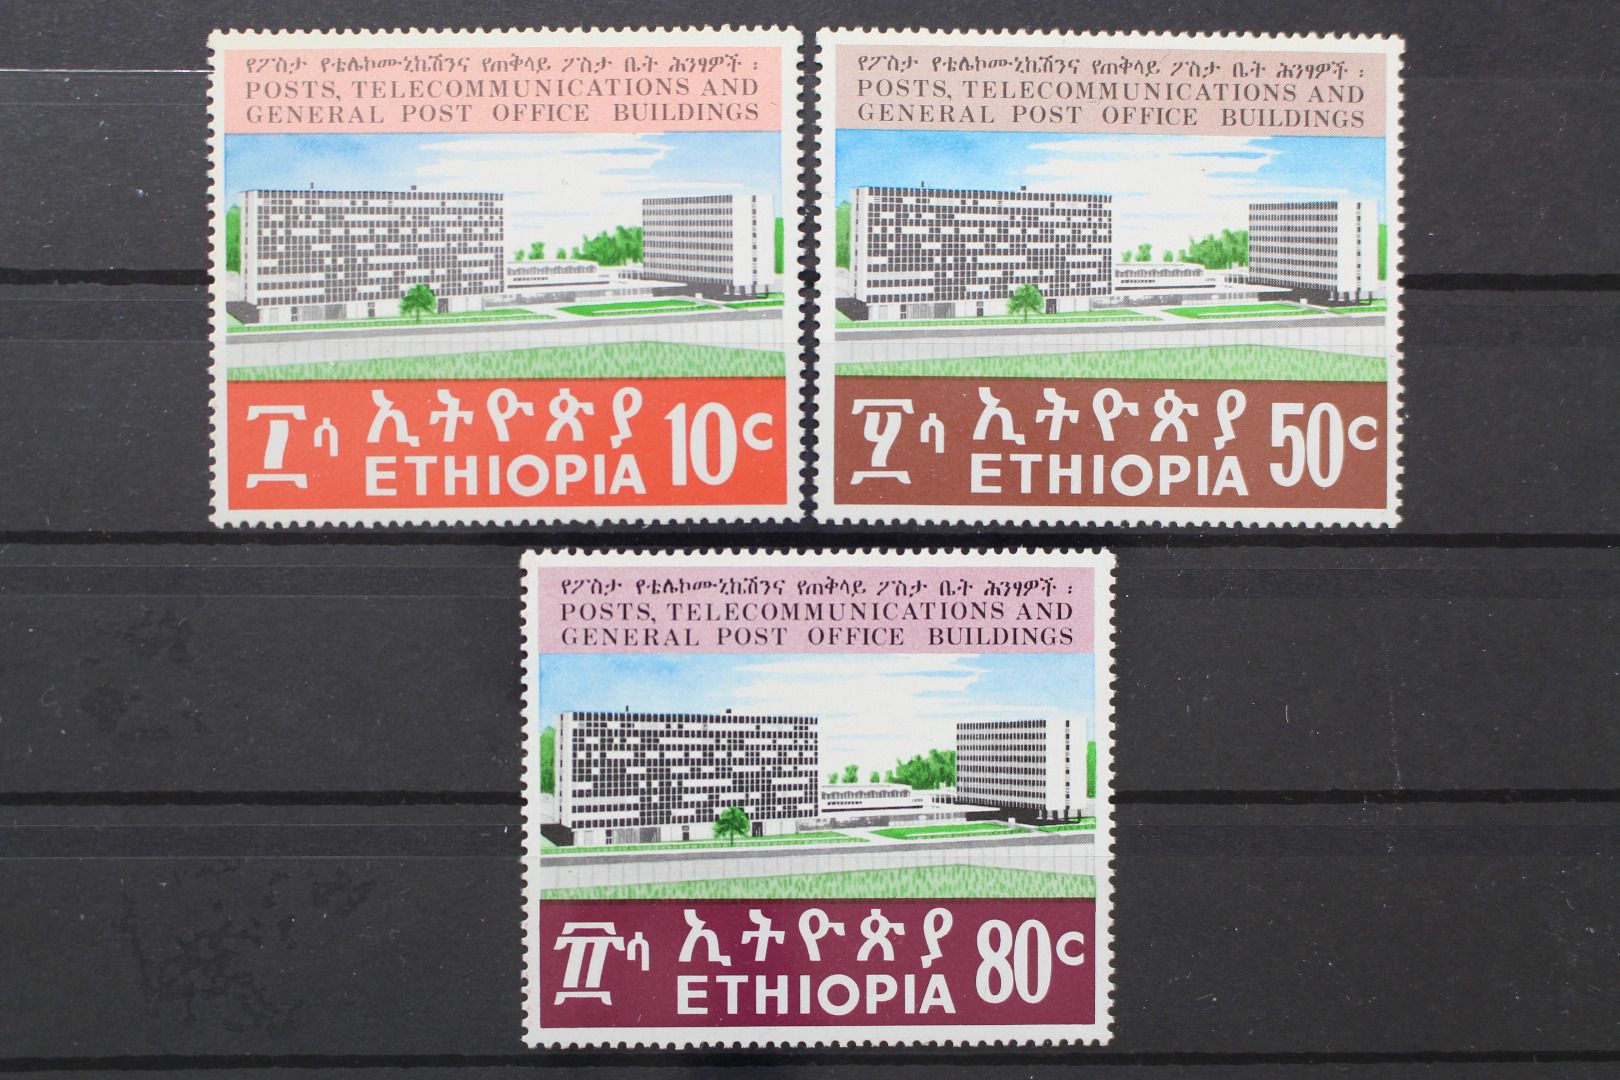 የፖስታ የቴሌኮሙኒኬሽንና የጠቅላይ ፖስታ ቤት ሕንፃዎች ፡
POSTS, TELECOMMUNICATIONS AND
GENERAL POST OFFICE BUILDINGS
፲ ሳ ኢትዮጵያ 10c
ETHIOPIA
የፖስታ የቴሌኮሙኒኬሽንና የጠቅላይ ፖስታ ቤት ሕንፃዎች ፡
POSTS, TELECOMMUNICATIONS AND
GENERAL POST OFFICE BUILDINGS
፶ ሳ ኢትዮጵያ 50c
ETHIOPIA
የፖስታ የቴሌኮሙኒኬሽንና የጠቅላይ ፖስታ ቤት ሕንፃዎች ፡
POSTS, TELECOMMUNICATIONS AND
GENERAL POST OFFICE BUILDINGS
፹ ሳ ኢትዮጵያ 80c
ETHIOPIA